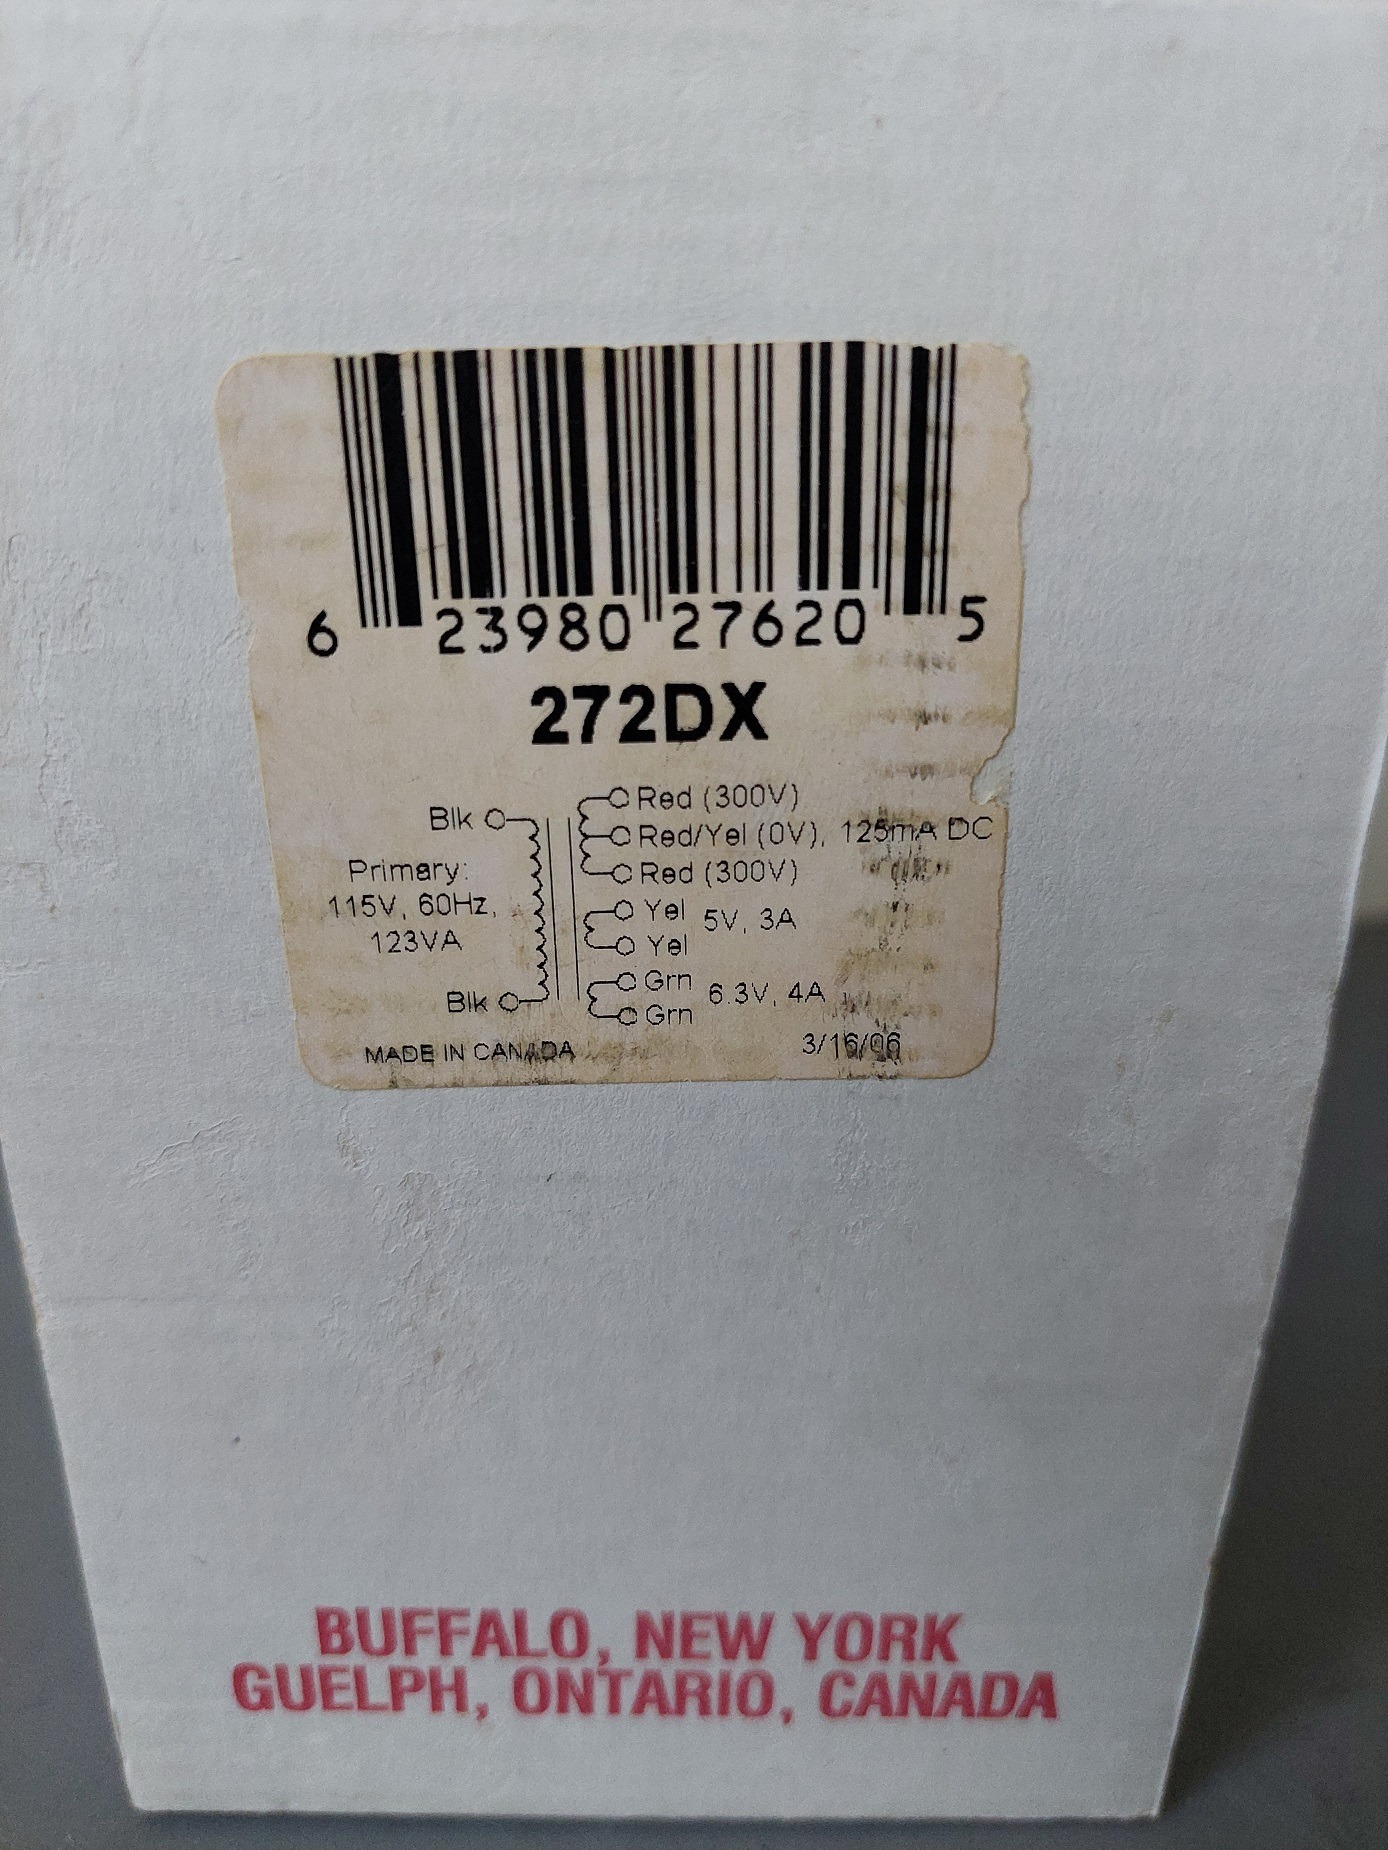 6 23980 27620 5
272DX
Blk
Primary:
115V, 60Hz,
123VA
Blk
Red (300V)
Red/Yel (0V), 125mA DC
Red (300V)
Yel
5V, 3A
Yel
Grn
6.3V, 4A
Grn
MADE IN CANADA
3/16/06
BUFFALO, NEW YORK
GUELPH, ONTARIO, CANADA